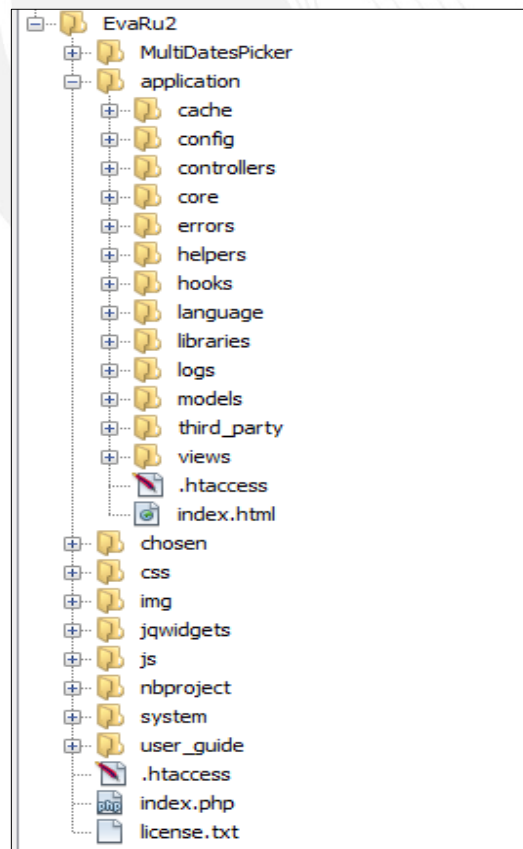 EvaRu2
MultiDatesPicker
application
cache
config
controllers
core
errors
helpers
hooks
language
libraries
logs
models
third_party
views
.htaccess
index.html
chosen
css
img
jqwidgets
js
nbproject
system
user_guide
.htaccess
index.php
license.txt